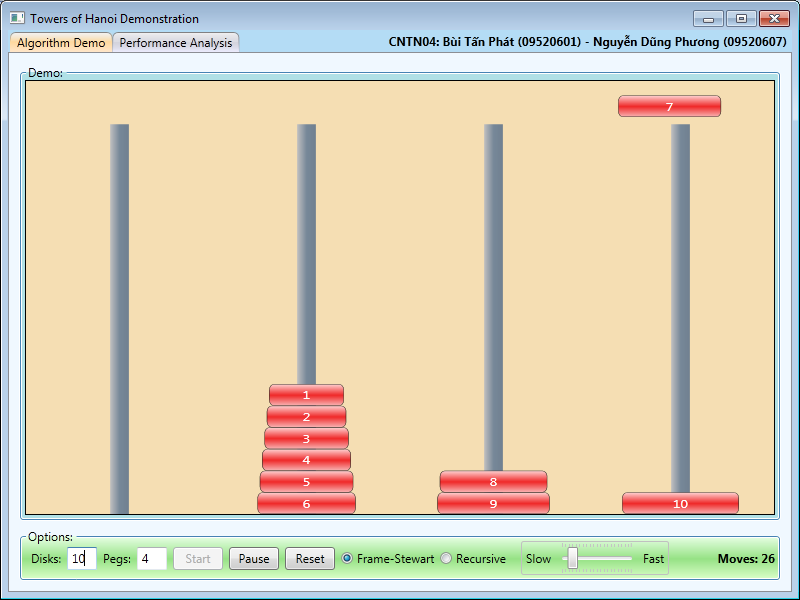 Towers of Hanoi Demonstration
Algorithm Demo Performance Analysis CNTN04: Bùi Tấn Phát (09520601) - Nguyễn Dũng Phương (09520607)
Demo:
7
1
2
3
4
5
8
6
9
10
Options:
Disks: 10 Pegs: 4 Start Pause Reset Frame-Stewart Recursive Slow Fast Moves: 26